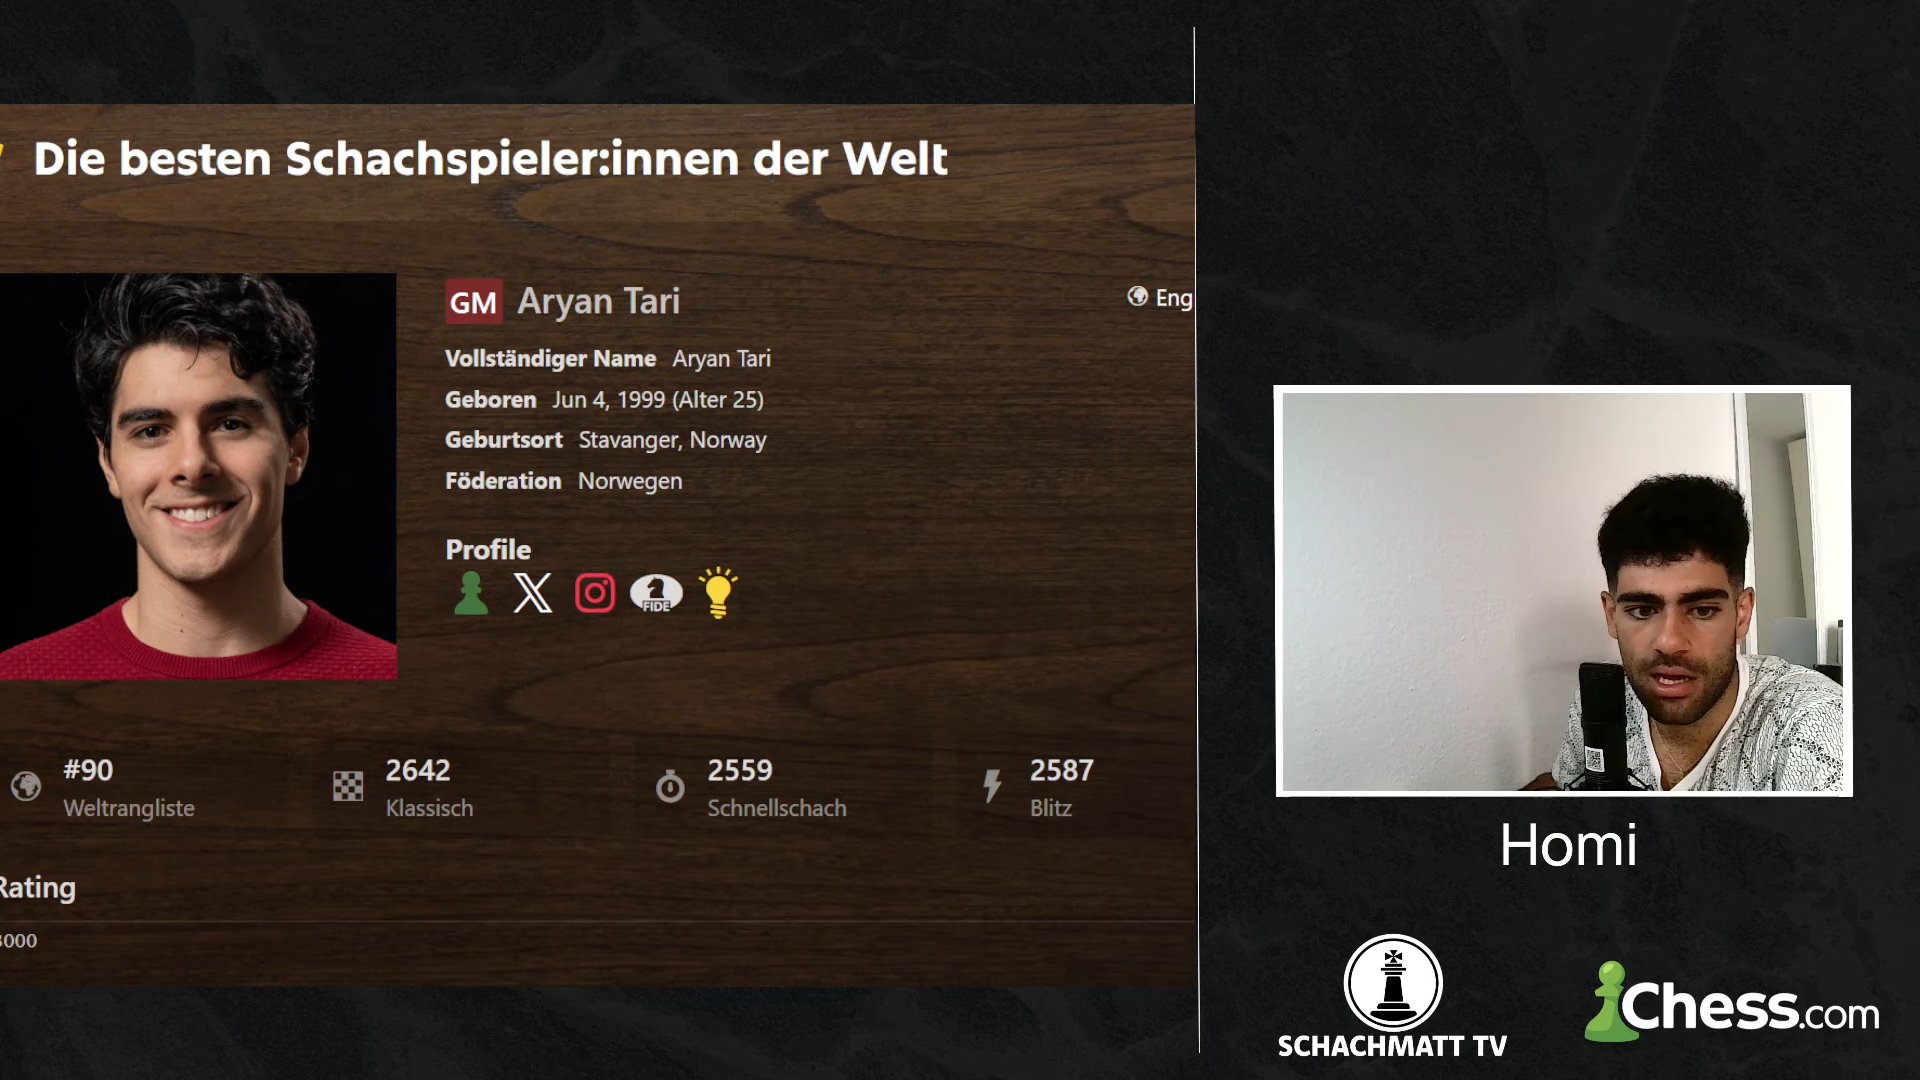 Die besten Schachspieler:innen der Welt
GM Aryan Tari
Eng
Vollständiger Name Aryan Tari
Geboren Jun 4, 1999 (Alter 25)
Geburtsort Stavanger, Norway
Föderation Norwegen
Profile
FIDE
#90
Weltrangliste
2642
Klassisch
2559
Schnellschach
2587
Blitz
Rating
3000
Homi
SCHACHMATT TV
Chess.com